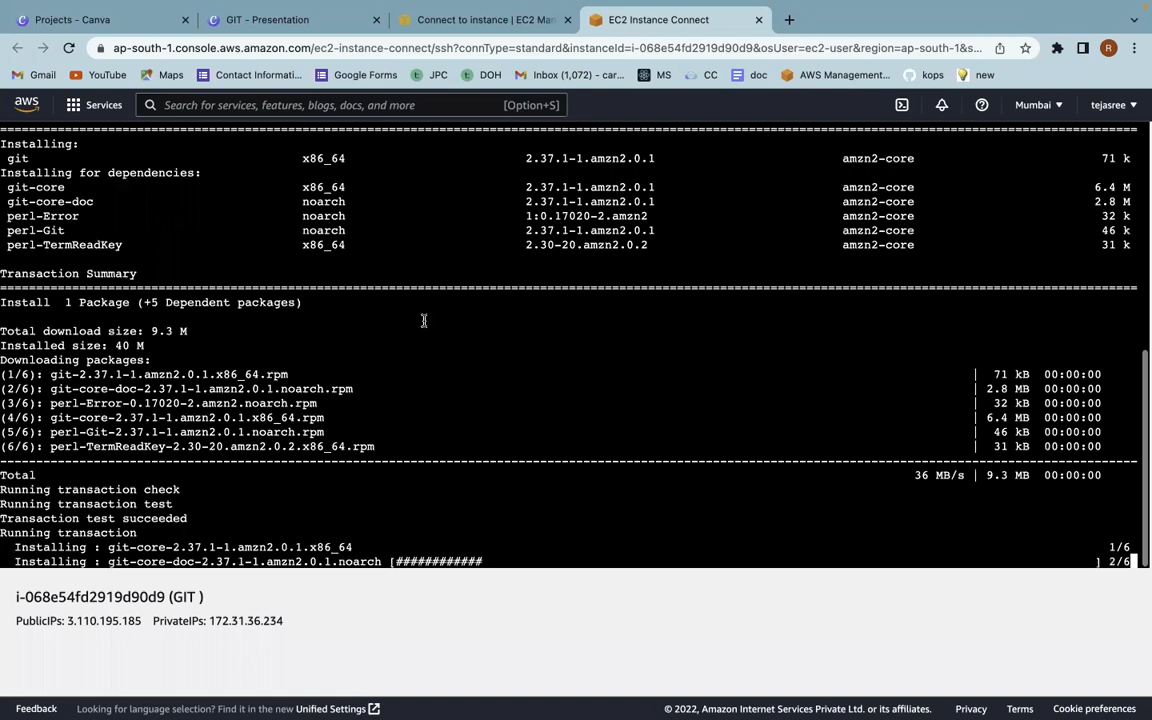 Projects - Canva
GIT - Presentation
Connect to instance | EC2 Man
EC2 Instance Connect
ap-south-1.console.aws.amazon.com/ec2-instance-connect/ssh?connType=standard&instanceId=i-068e54fd2919d90d9&osUser=ec2-user&region=ap-south-1&s...
R
Gmail YouTube Maps Contact Informati... Google Forms JPC DOH Inbox (1,072) - car... MS CC doc AWS Management... kops new
aws Services Search for services, features, blogs, docs, and more [Option+S] Mumbai tejasree
Installing:
git x86_64 2.37.1-1.amzn2.0.1 amzn2-core 71 k
Installing for dependencies:
git-core x86_64 2.37.1-1.amzn2.0.1 amzn2-core 6.4 M
git-core-doc noarch 2.37.1-1.amzn2.0.1 amzn2-core 2.8 M
perl-Error noarch 1:0.17020-2.amzn2 amzn2-core 32 k
perl-Git noarch 2.37.1-1.amzn2.0.1 amzn2-core 46 k
perl-TermReadKey x86_64 2.30-20.amzn2.0.2 amzn2-core 31 k
Transaction Summary
Install 1 Package (+5 Dependent packages)
Total download size: 9.3 M
Installed size: 40 M
Downloading packages:
(1/6): git-2.37.1-1.amzn2.0.1.x86_64.rpm | 71 kB 00:00:00
(2/6): git-core-doc-2.37.1-1.amzn2.0.1.noarch.rpm | 2.8 MB 00:00:00
(3/6): perl-Error-0.17020-2.amzn2.noarch.rpm | 32 kB 00:00:00
(4/6): git-core-2.37.1-1.amzn2.0.1.x86_64.rpm | 6.4 MB 00:00:00
(5/6): perl-Git-2.37.1-1.amzn2.0.1.noarch.rpm | 46 kB 00:00:00
(6/6): perl-TermReadKey-2.30-20.amzn2.0.2.x86_64.rpm | 31 kB 00:00:00
Total 36 MB/s | 9.3 MB 00:00:00
Running transaction check
Running transaction test
Transaction test succeeded
Running transaction
Installing : git-core-2.37.1-1.amzn2.0.1.x86_64 1/6
Installing : git-core-doc-2.37.1-1.amzn2.0.1.noarch [############ ] 2/6
i-068e54fd2919d90d9 (GIT )
PublicIPs: 3.110.195.185 PrivateIPs: 172.31.36.234
Feedback Looking for language selection? Find it in the new Unified Settings © 2022, Amazon Internet Services Private Ltd. or its affiliates. Privacy Terms Cookie preferences